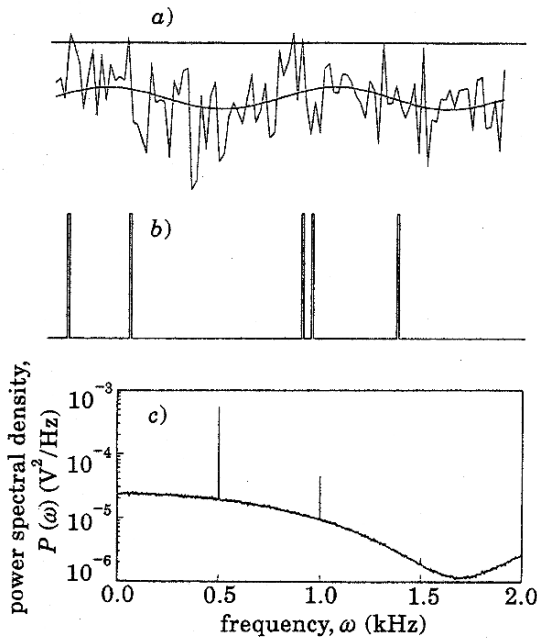 a)
b)
c)
power spectral density,
P (ω) (V²/Hz)
10⁻³
10⁻⁴
10⁻⁵
10⁻⁶
0.0 0.5 1.0 1.5 2.0
frequency, ω (kHz)